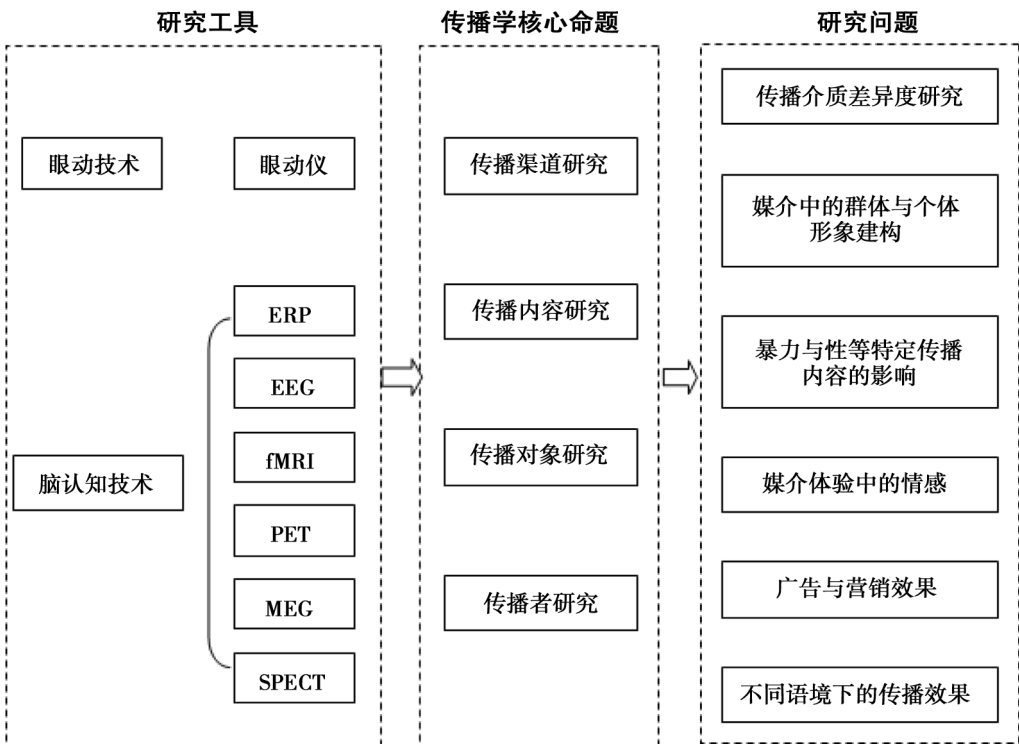 研究工具
眼动技术
眼动仪
脑认知技术
ERP
EEG
fMRI
PET
MEG
SPECT
传播学核心命题
传播渠道研究
传播内容研究
传播对象研究
传播者研究
研究问题
传播介质差异度研究
媒介中的群体与个体
形象建构
暴力与性等特定传播
内容的影响
媒介体验中的情感
广告与营销效果
不同语境下的传播效果